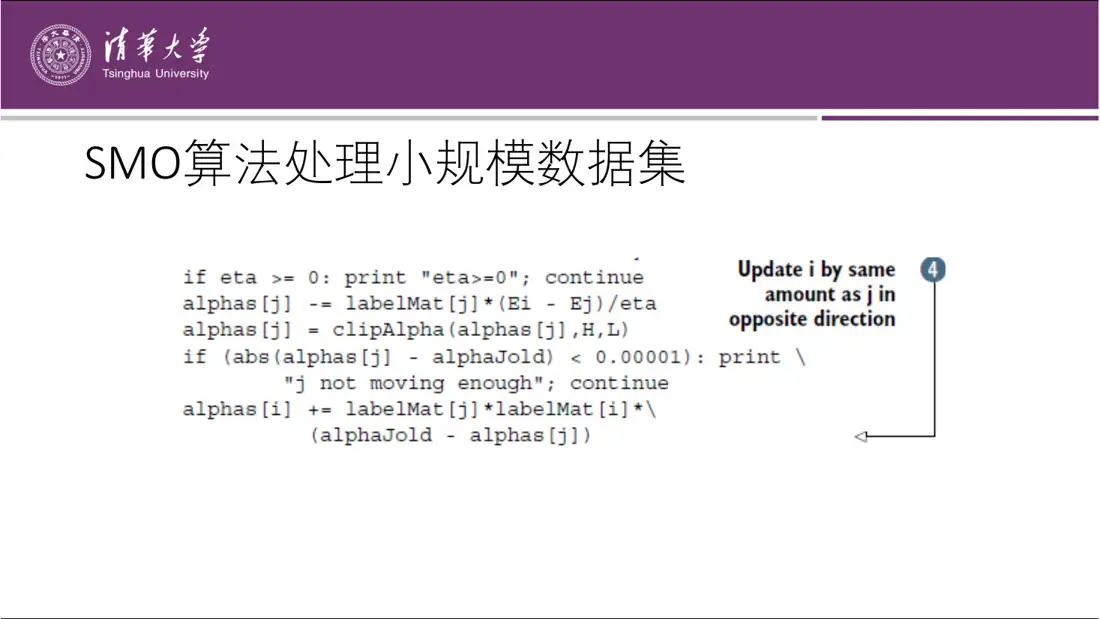 清华大学
Tsinghua University
SMO算法处理小规模数据集
if eta >= 0: print "eta>=0"; continue
alphas[j] -= labelMat[j]*(Ei - Ej)/eta
alphas[j] = clipAlpha(alphas[j],H,L)
if (abs(alphas[j] - alphaJold) < 0.00001): print \
"j not moving enough"; continue
alphas[i] += labelMat[j]*labelMat[i]*\
(alphaJold - alphas[j])
Update i by same
amount as j in
opposite direction
4